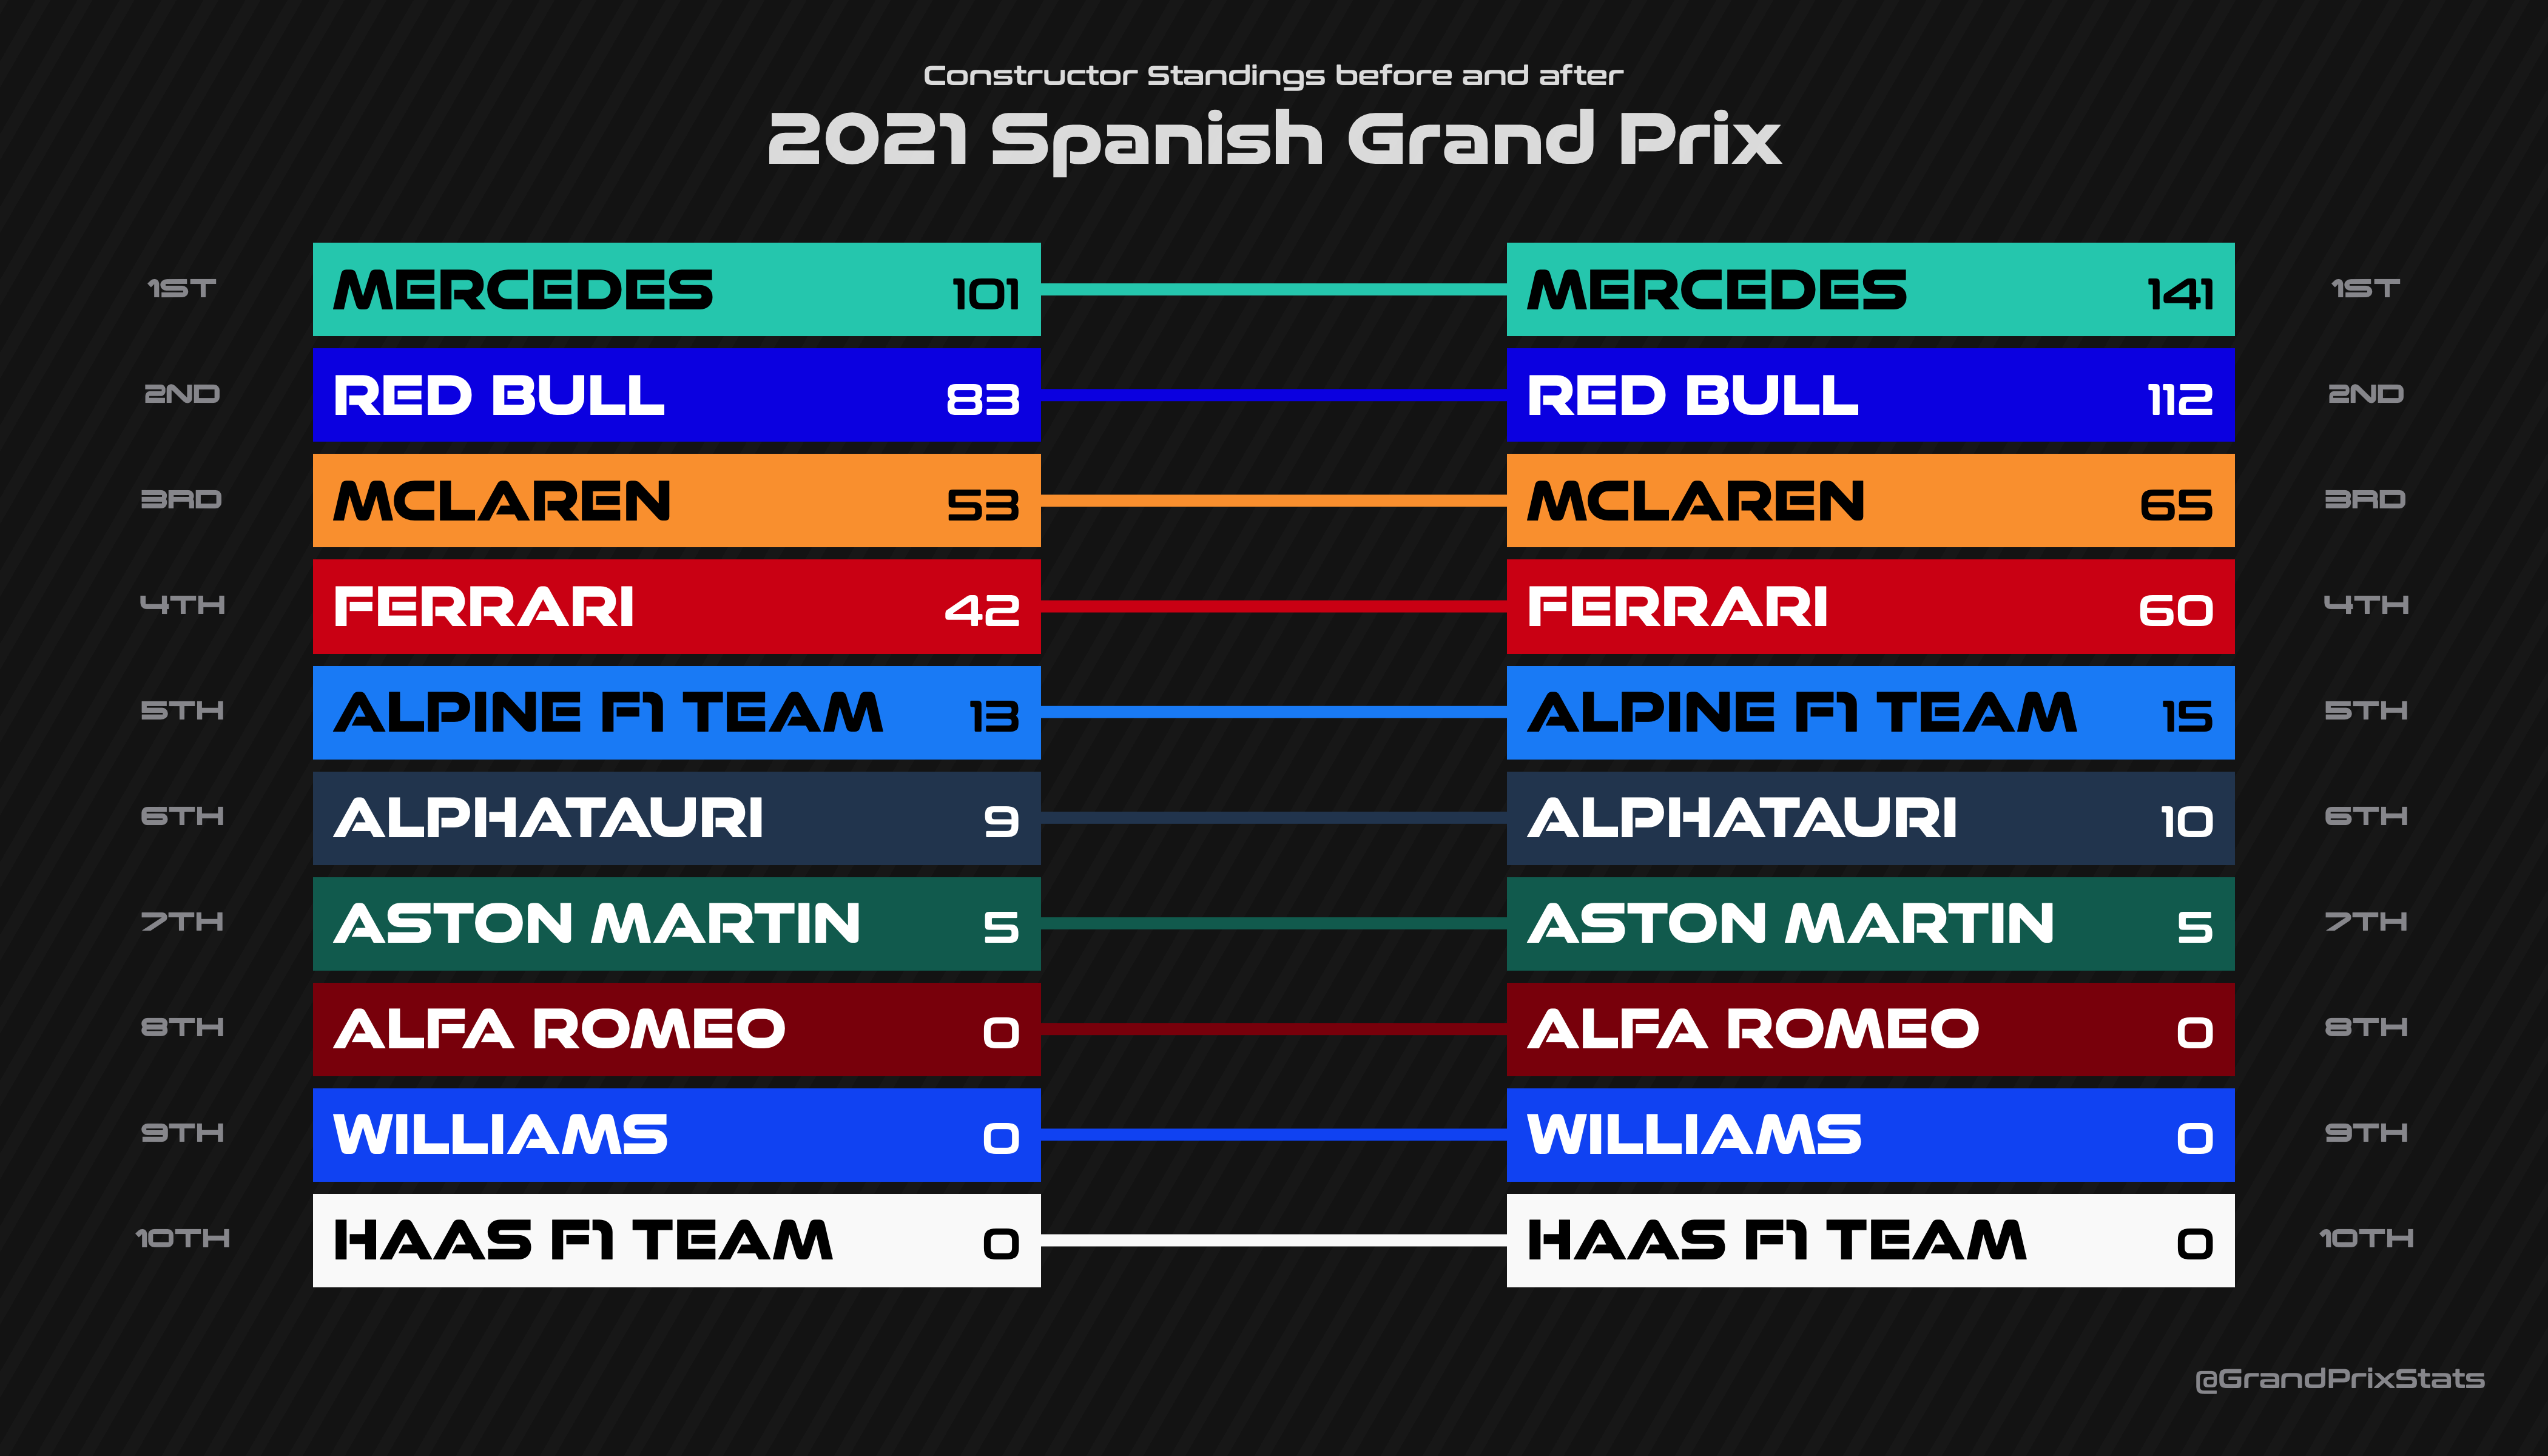 Constructor Standings before and after
2021 Spanish Grand Prix
1ST MERCEDES 101 MERCEDES 141 1ST
2ND RED BULL 83 RED BULL 112 2ND
3RD MCLAREN 53 MCLAREN 65 3RD
4TH FERRARI 42 FERRARI 60 4TH
5TH ALPINE F1 TEAM 13 ALPINE F1 TEAM 15 5TH
6TH ALPHATAURI 9 ALPHATAURI 10 6TH
7TH ASTON MARTIN 5 ASTON MARTIN 5 7TH
8TH ALFA ROMEO 0 ALFA ROMEO 0 8TH
9TH WILLIAMS 0 WILLIAMS 0 9TH
10TH HAAS F1 TEAM 0 HAAS F1 TEAM 0 10TH
@GrandPrixStats